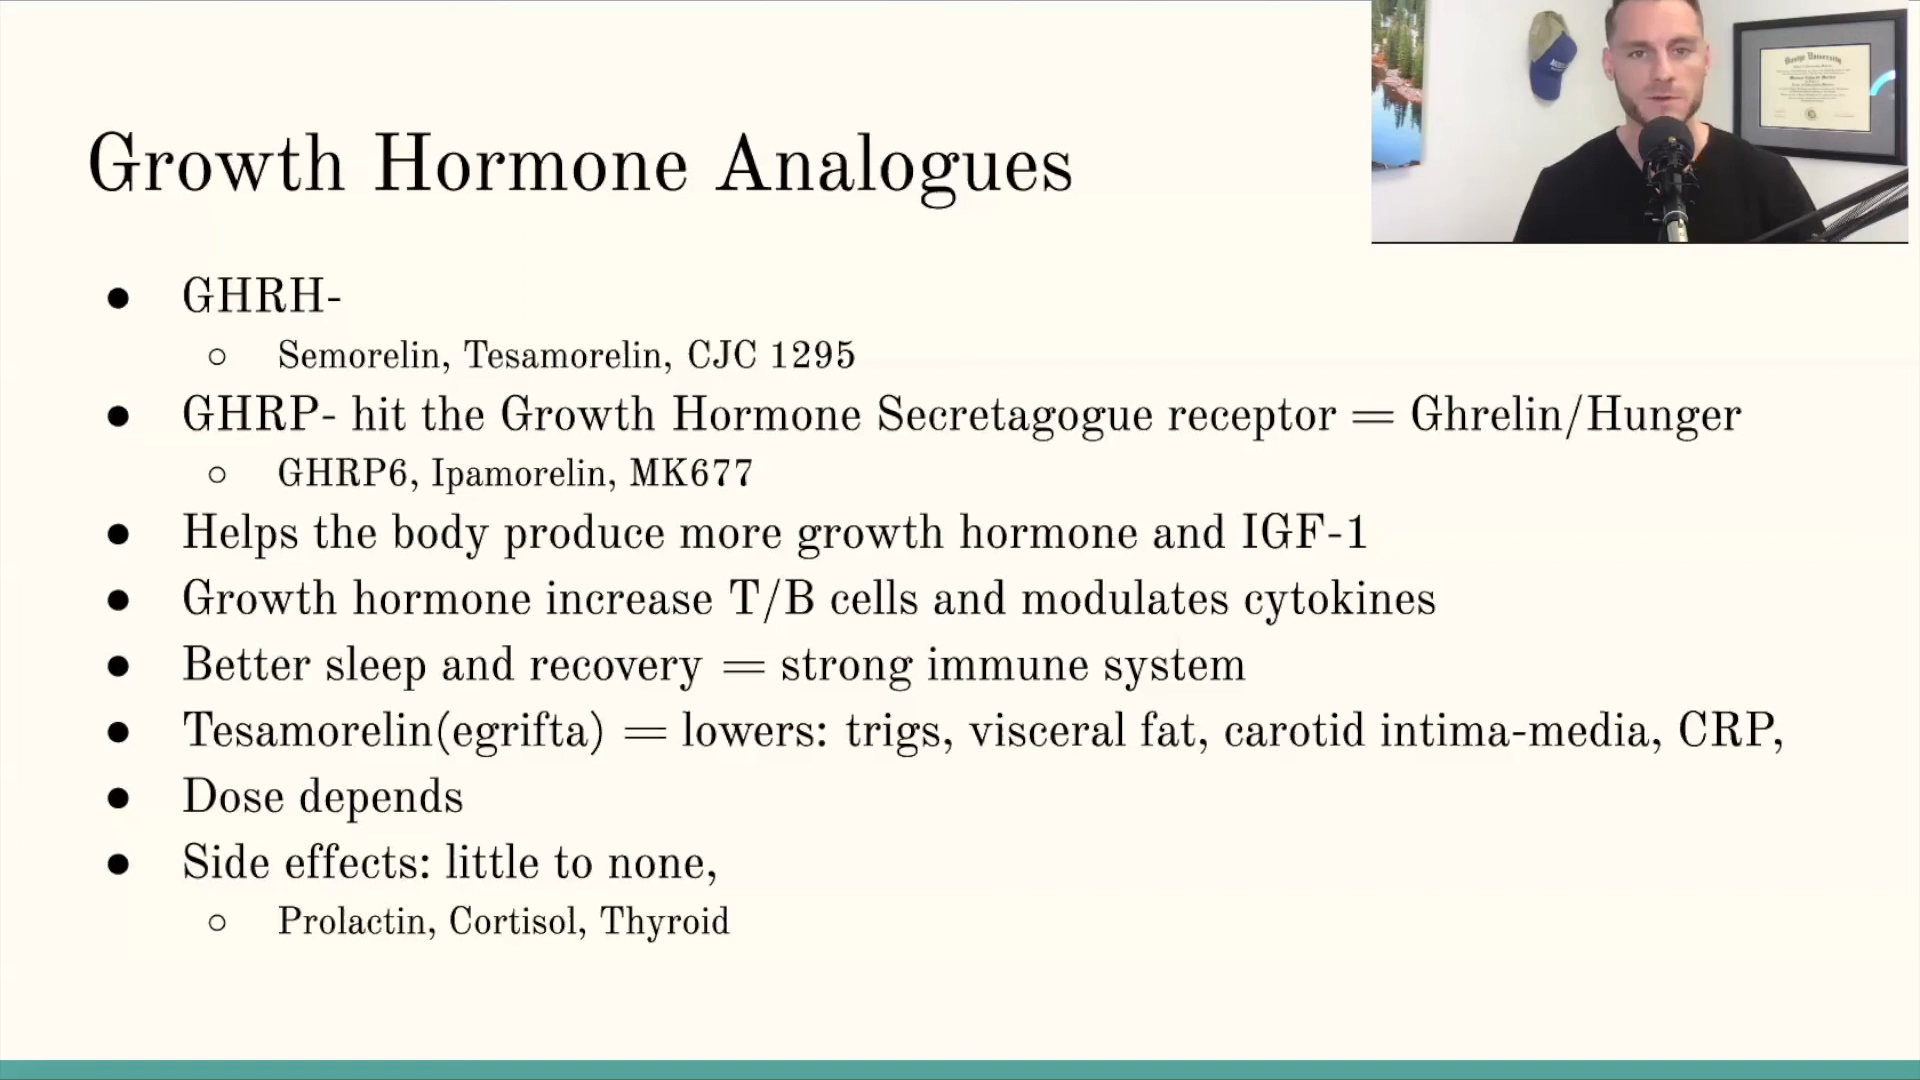 Growth Hormone Analogues
● GHRH-
○ Semorelin, Tesamorelin, CJC 1295
● GHRP- hit the Growth Hormone Secretagogue receptor = Ghrelin/Hunger
○ GHRP6, Ipamorelin, MK677
● Helps the body produce more growth hormone and IGF-1
● Growth hormone increase T/B cells and modulates cytokines
● Better sleep and recovery = strong immune system
● Tesamorelin(egrifta) = lowers: trigs, visceral fat, carotid intima-media, CRP,
● Dose depends
● Side effects: little to none,
○ Prolactin, Cortisol, Thyroid